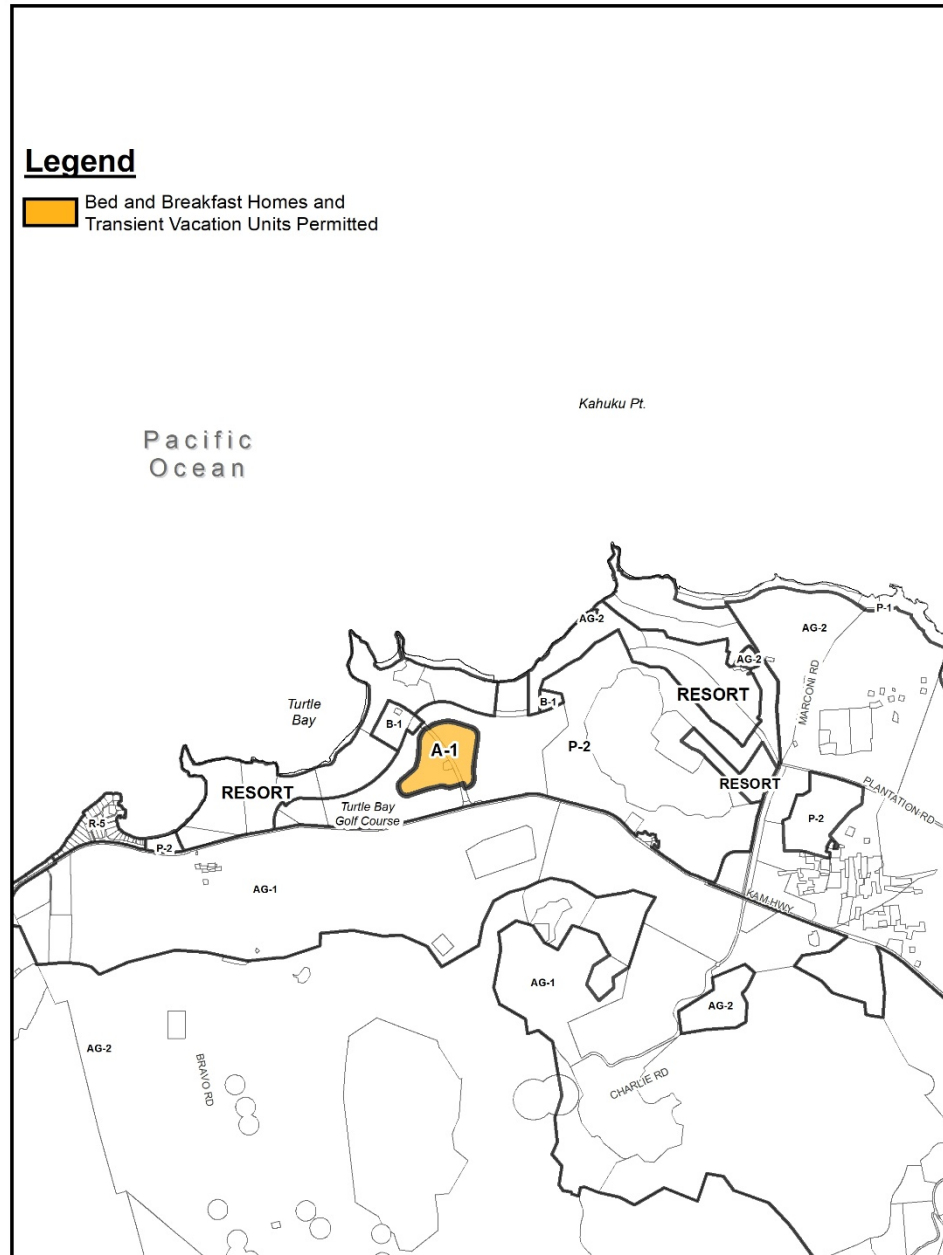 Legend
Bed and Breakfast Homes and
Transient Vacation Units Permitted
Kahuku Pt.
Pacific
Ocean
P-1
AG-2
AG-2
AG-2
MARCONI RD
RESORT
Turtle
Bay
B-1
B-1
A-1
P-2
RESORT
RESORT
PLANTATION RD
Turtle Bay
Golf Course
R-5
P-2
P-2
AG-1
KAM HWY
AG-1
AG-2
AG-2
BRAVO RD
CHARLIE RD